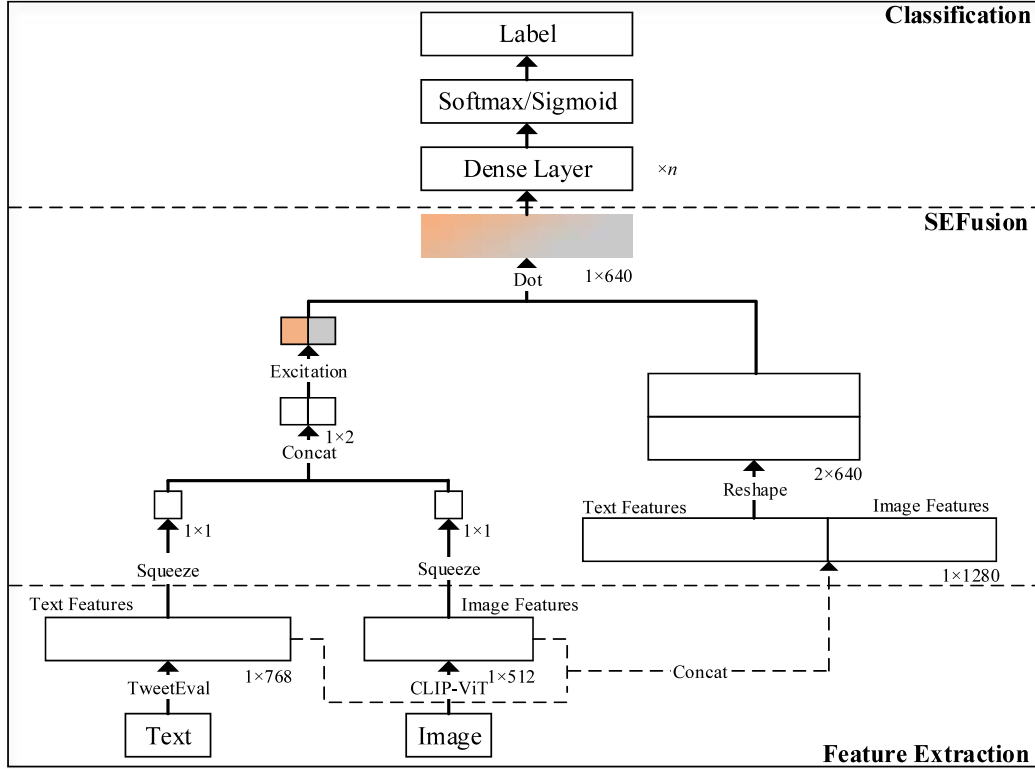 Classification
Label
Softmax/Sigmoid
Dense Layer
×n
SEFusion
Dot
1×640
Excitation
1×2
Concat
2×640
Reshape
Text Features
Image Features
1×1
1×1
Squeeze
Squeeze
1×1280
Text Features
Image Features
1×768
1×512
Concat
TweetEval
CLIP-ViT
Text
Image
Feature Extraction